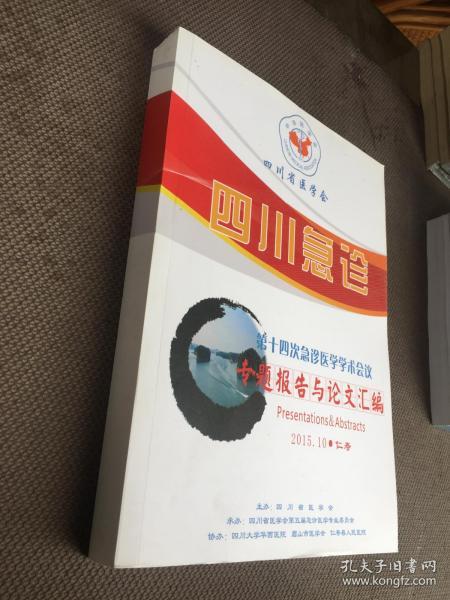 四川省医学会
四川急诊
第十四次急诊医学学术会议
专题报告与论文汇编
Presentations&Abstracts
2015.10●仁寿
主办：四川省医学会
承办：四川省医学会第五届急诊医学专业委员会
协办：四川大学华西医院 眉山市医学会 仁寿县人民医院
孔夫子旧书网
www.kongfz.com